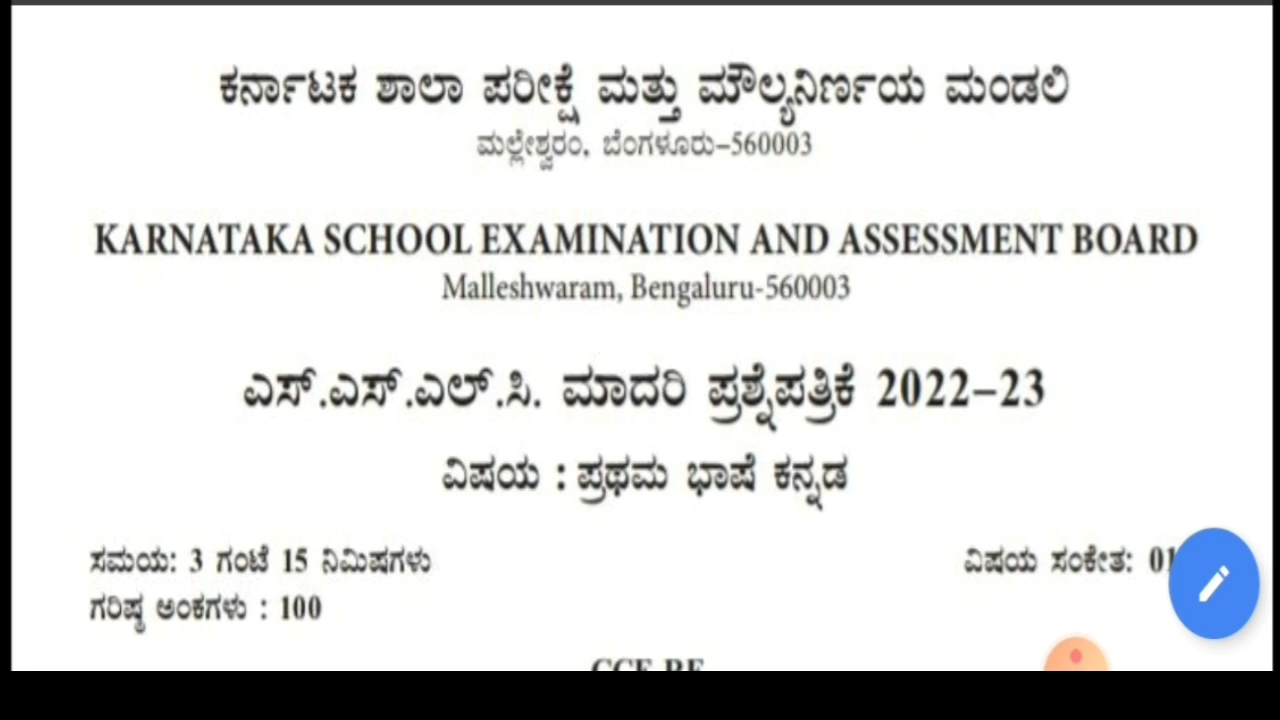 ಕರ್ನಾಟಕ ಶಾಲಾ ಪರೀಕ್ಷೆ ಮತ್ತು ಮೌಲ್ಯನಿರ್ಣಯ ಮಂಡಲಿ
ಮಲ್ಲೇಶ್ವರಂ, ಬೆಂಗಳೂರು–560003
KARNATAKA SCHOOL EXAMINATION AND ASSESSMENT BOARD
Malleshwaram, Bengaluru-560003
ಎಸ್.ಎಸ್.ಎಲ್.ಸಿ. ಮಾದರಿ ಪ್ರಶ್ನೆಪತ್ರಿಕೆ 2022–23
ವಿಷಯ : ಪ್ರಥಮ ಭಾಷೆ ಕನ್ನಡ
ಸಮಯ: 3 ಗಂಟೆ 15 ನಿಮಿಷಗಳು ವಿಷಯ ಸಂಕೇತ: 01
ಗರಿಷ್ಠ ಅಂಕಗಳು : 100